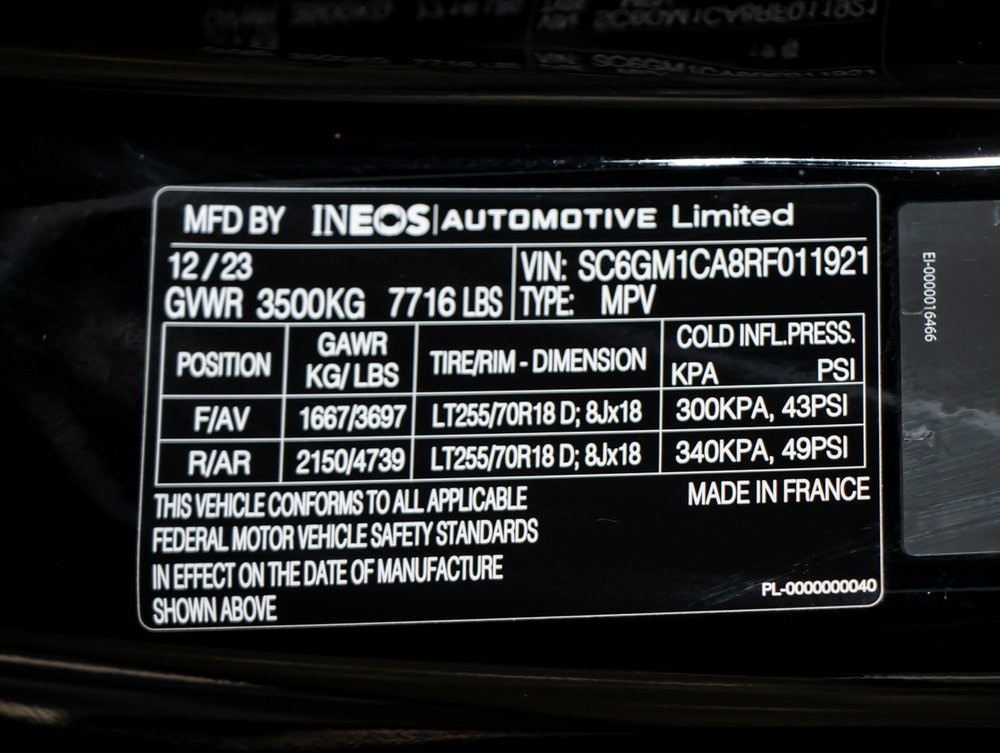 MFD BY INEOS|AUTOMOTIVE Limited
12/23
GVWR 3500KG 7716 LBS
VIN: SC6GM1CA8RF011921
TYPE: MPV
POSITION GAWR KG/LBS TIRE/RIM - DIMENSION COLD INFL.PRESS. KPA PSI
F/AV 1667/3697 LT255/70R18 D; 8Jx18 300KPA, 43PSI
R/AR 2150/4739 LT255/70R18 D; 8Jx18 340KPA, 49PSI
THIS VEHICLE CONFORMS TO ALL APPLICABLE
FEDERAL MOTOR VEHICLE SAFETY STANDARDS
IN EFFECT ON THE DATE OF MANUFACTURE
SHOWN ABOVE
MADE IN FRANCE
PL-0000000040
EI-0000016466